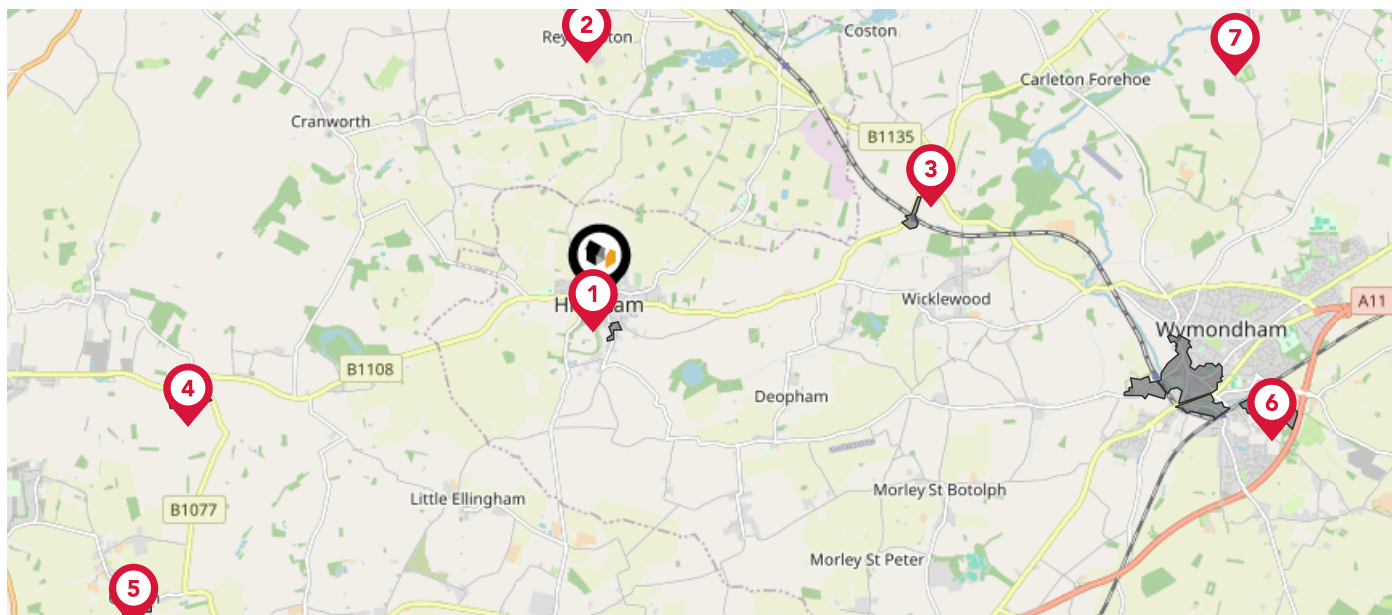 2
7
Coston
Carleton Forehoe
Cranworth
B1135
3
1
Wicklewood
A11
Wymondham
B1108
4
Deopham
6
Little Ellingham
Morley St Botolph
B1077
Morley St Peter
5